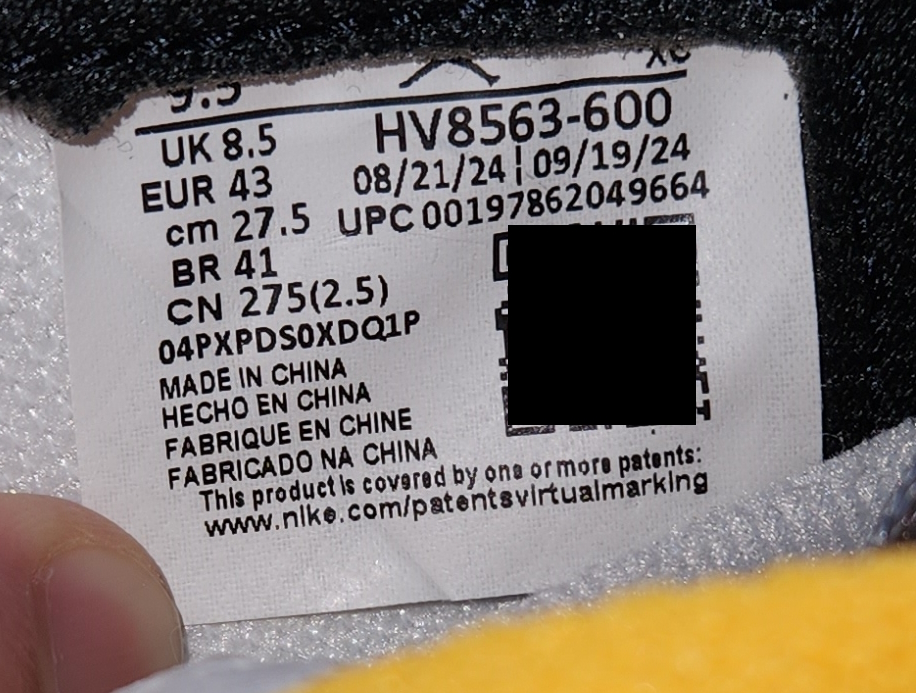 9.5
UK 8.5
EUR 43
cm 27.5
BR 41
CN 275(2.5)
04PXPDS0XDQ1P
HV8563-600
08/21/24 | 09/19/24
UPC 00197862049664
MADE IN CHINA
HECHO EN CHINA
FABRIQUE EN CHINE
FABRICADO NA CHINA
This product is covered by one or more patents:
www.nike.com/patentsvirtualmarking